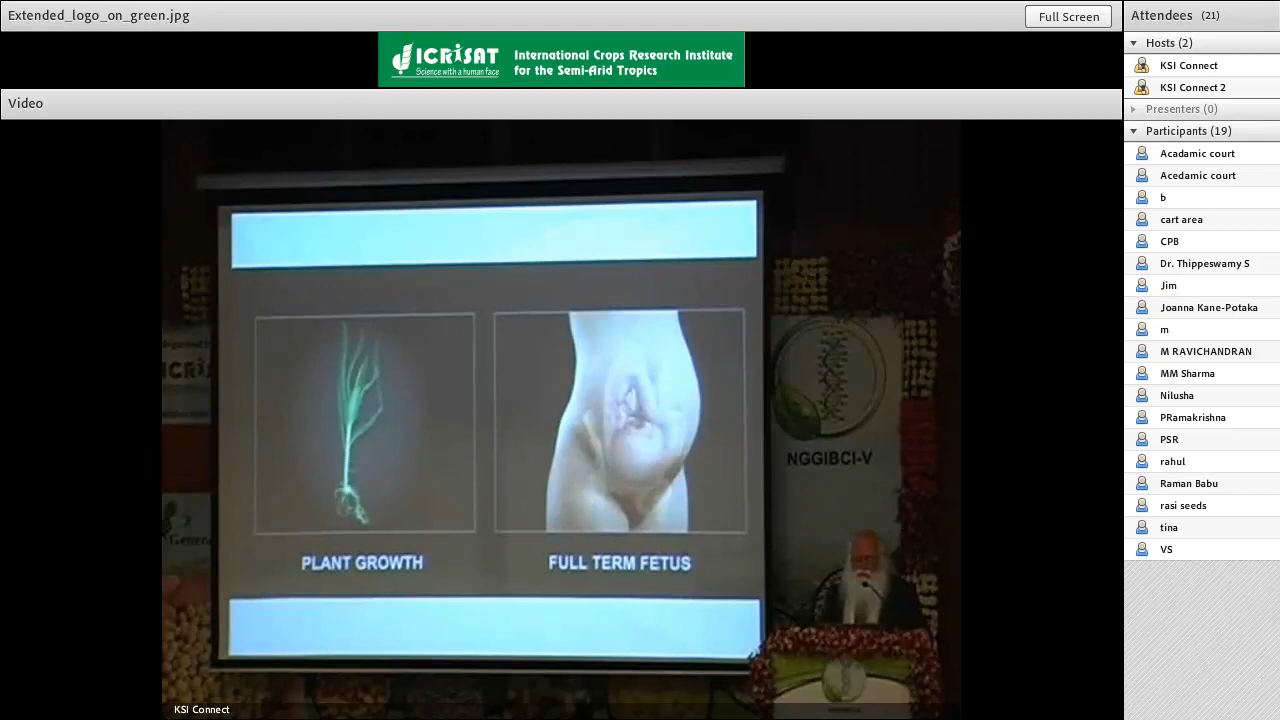 Extended_logo_on_green.jpg
Full Screen
ICRISAT
Science with a human face
International Crops Research Institute
for the Semi-Arid Tropics
Video
PLANT GROWTH
FULL TERM FETUS
NGGIBCI-V
KSI Connect
Attendees (21)
Hosts (2)
KSI Connect
KSI Connect 2
Presenters (0)
Participants (19)
Acadamic court
Acedamic court
b
cart area
CPB
Dr. Thippeswamy S
Jim
Joanna Kane-Potaka
m
M RAVICHANDRAN
MM Sharma
Nilusha
PRamakrishna
PSR
rahul
Raman Babu
rasi seeds
tina
VS